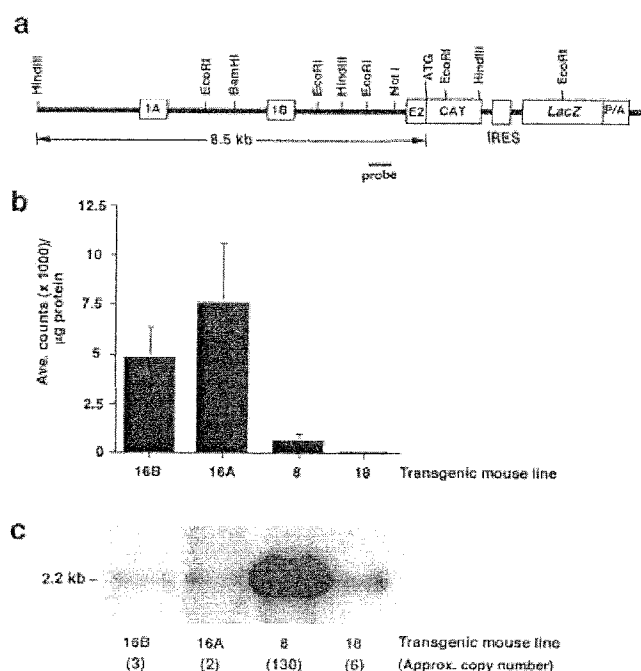 a
HindIII EcoRI BamHI EcoRI HindIII EcoRI Not I ATG EcoRI HindIII EcoRI
1A 1B E2 CAT LacZ P/A
8.5 kb IRES
probe
b
12.5
10
7.5
5
2.5
0
Ave. counts (x 1000)/
µg protein
16B 16A 8 18 Transgenic mouse line
c
2.2 kb
16B 16A 8 18 Transgenic mouse line
(3) (2) (130) (6) (Approx. copy number)